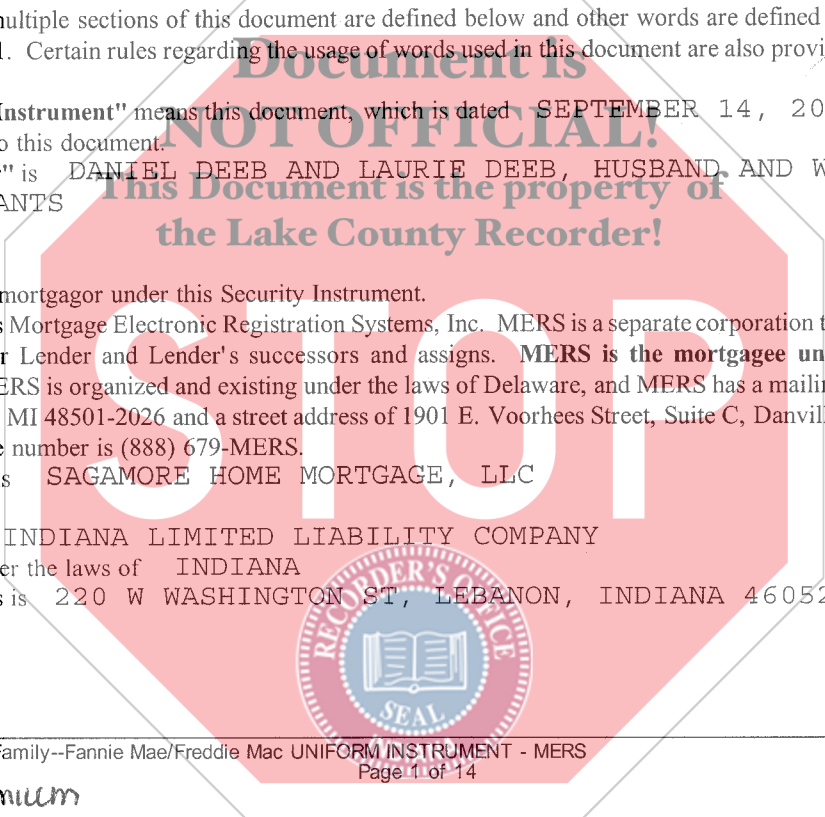 multiple sections of this document are defined below and other words are defined
Certain rules regarding the usage of words used in this document are also provi
Document is
Instrument" means this document, which is dated SEPTEMBER 14, 20
NOT OFFICIAL!
o this document.
" is DANIEL DEEB AND LAURIE DEEB, HUSBAND AND W
This Document is the property of
ANTS
the Lake County Recorder!
mortgagor under this Security Instrument.
s Mortgage Electronic Registration Systems, Inc. MERS is a separate corporation t
r Lender and Lender's successors and assigns. MERS is the mortgagee un
ERS is organized and existing under the laws of Delaware, and MERS has a mailin
MI 48501-2026 and a street address of 1901 E. Voorhees Street, Suite C, Danvill
STOP
e number is (888) 679-MERS.
s SAGAMORE HOME MORTGAGE, LLC
INDIANA LIMITED LIABILITY COMPANY
er the laws of INDIANA
s is 220 W WASHINGTON ST, LEBANON, INDIANA 46052
RECORDER'S OFFICE
SEAL
INDIANA
Family--Fannie Mae/Freddie Mac UNIFORM INSTRUMENT - MERS
Page 1 of 14